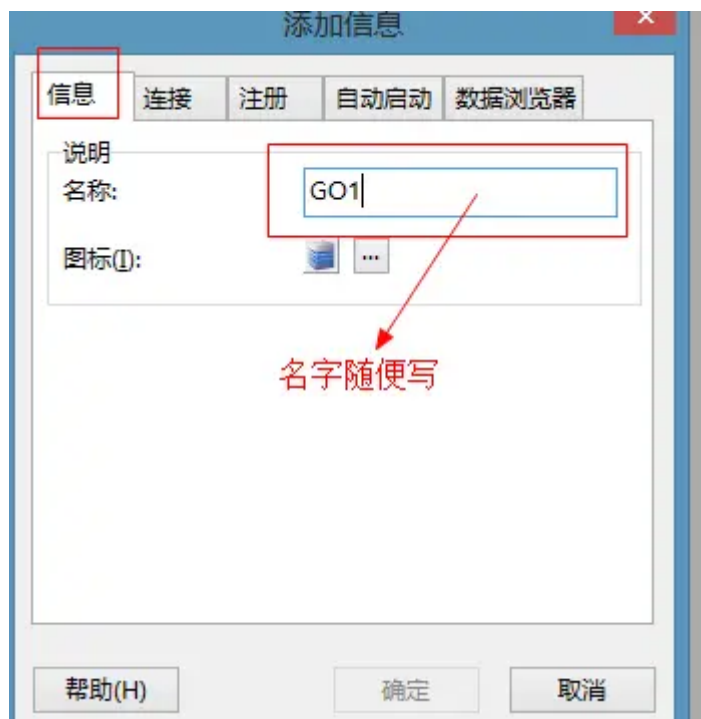 添加信息
信息 连接 注册 自动启动 数据浏览器
说明
名称: GO1
图标(I): ...
名字随便写
帮助(H) 确定 取消